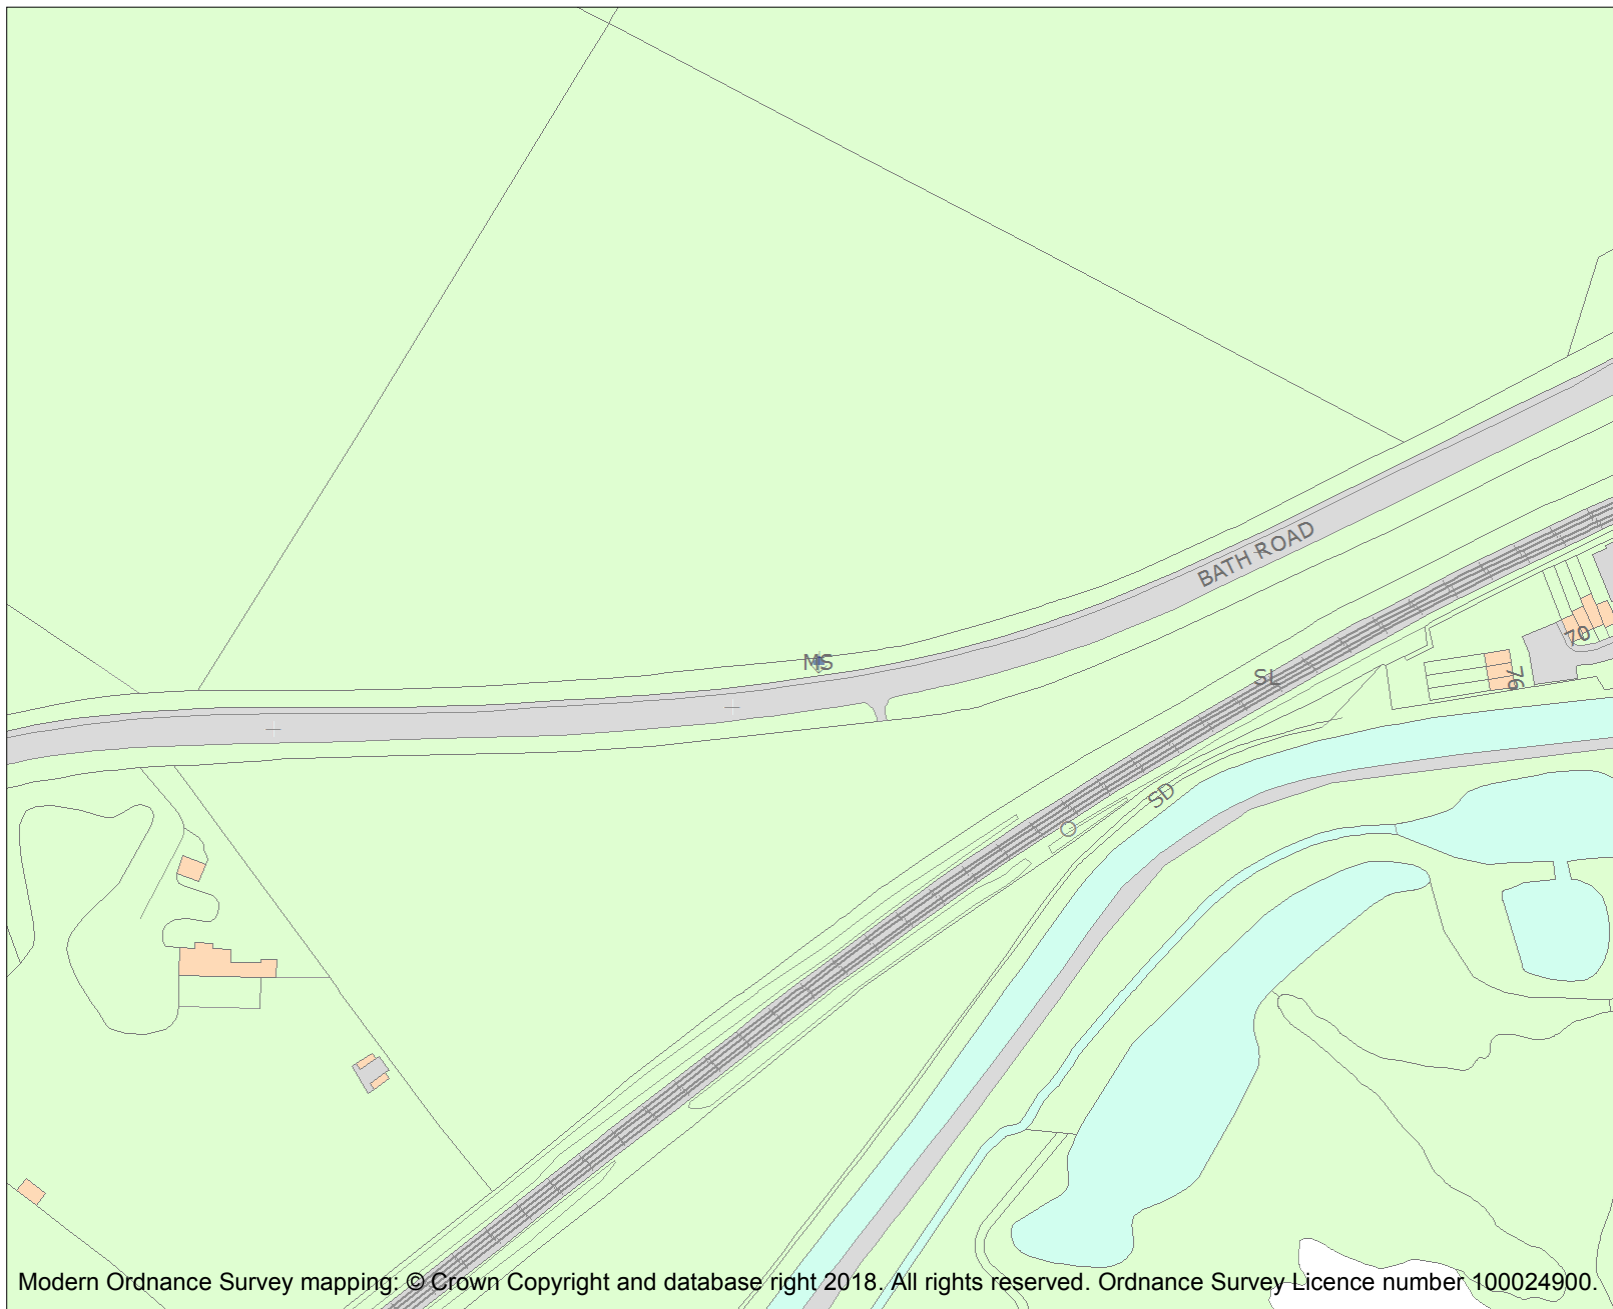 BATH ROAD
MS
70
SL
76
SD
Modern Ordnance Survey mapping: © Crown Copyright and database right 2018. All rights reserved. Ordnance Survey Licence number 100024900.